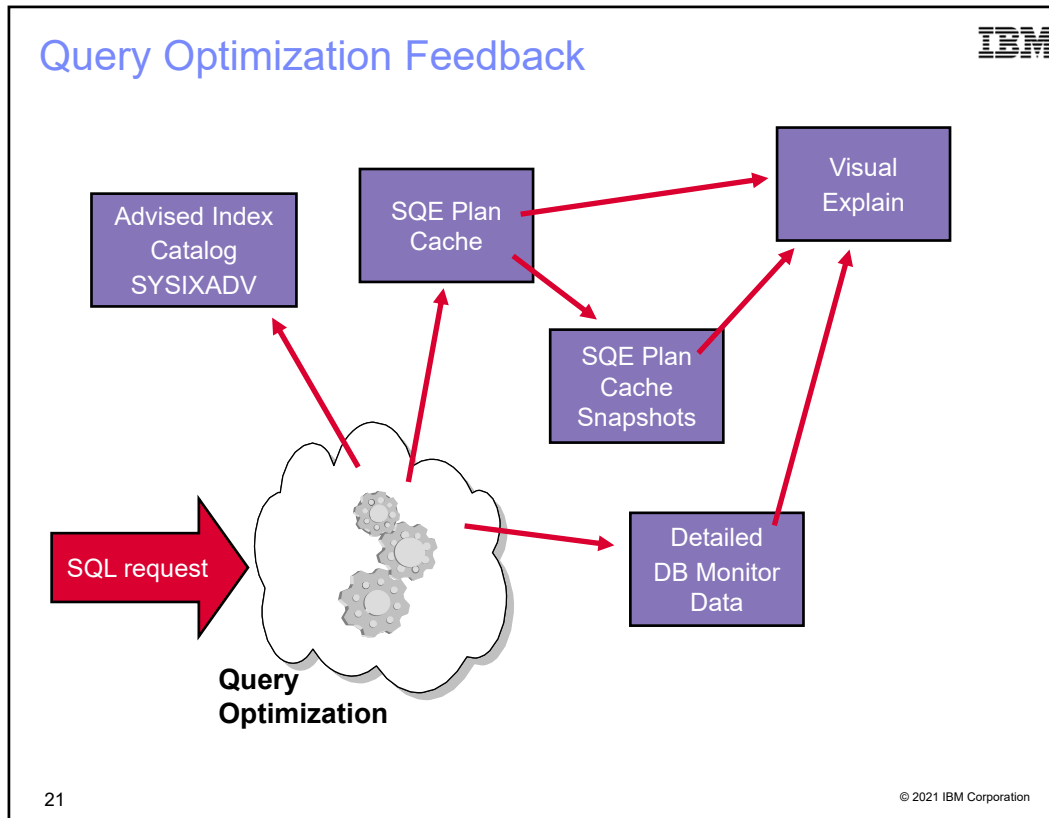 Query Optimization Feedback
IBM
Advised Index
Catalog
SYSIXADV
SQE Plan
Cache
Visual
Explain
SQE Plan
Cache
Snapshots
SQL request
Detailed
DB Monitor
Data
Query
Optimization
21
© 2021 IBM Corporation